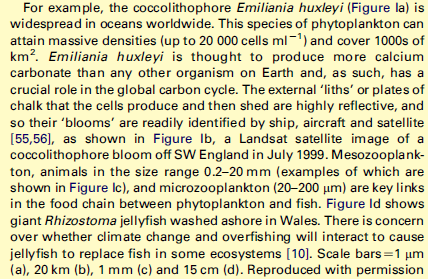 For example, the coccolithophore Emiliania huxleyi (Figure Ia) is
widespread in oceans worldwide. This species of phytoplankton can
attain massive densities (up to 20 000 cells ml−1) and cover 1000s of
km2. Emiliania huxleyi is thought to produce more calcium
carbonate than any other organism on Earth and, as such, has a
crucial role in the global carbon cycle. The external 'liths' or plates of
chalk that the cells produce and then shed are highly reflective, and
so their 'blooms' are readily identified by ship, aircraft and satellite
[55,56], as shown in Figure Ib, a Landsat satellite image of a
coccolithophore bloom off SW England in July 1999. Mesozooplank-
ton, animals in the size range 0.2–20 mm (examples of which are
shown in Figure Ic), and microzooplankton (20–200 μm) are key links
in the food chain between phytoplankton and fish. Figure Id shows
giant Rhizostoma jellyfish washed ashore in Wales. There is concern
over whether climate change and overfishing will interact to cause
jellyfish to replace fish in some ecosystems [10]. Scale bars=1 μm
(a), 20 km (b), 1 mm (c) and 15 cm (d). Reproduced with permission